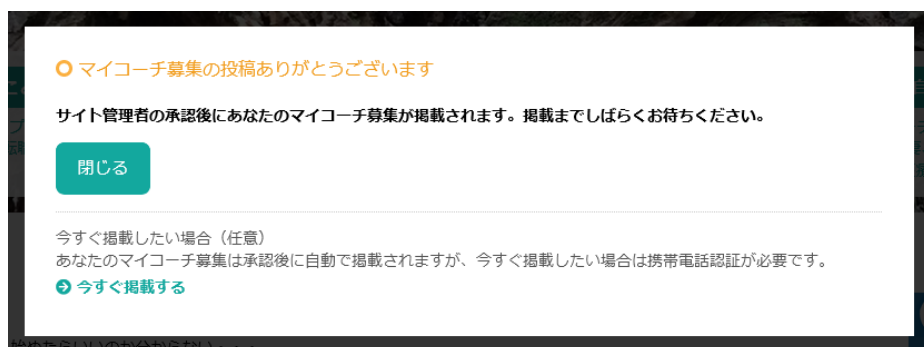 マイコーチ募集の投稿ありがとうございます
サイト管理者の承認後にあなたのマイコーチ募集が掲載されます。掲載までしばらくお待ちください。
閉じる
今すぐ掲載したい場合（任意）
あなたのマイコーチ募集は承認後に自動で掲載されますが、今すぐ掲載したい場合は携帯電話認証が必要です。
今すぐ掲載する